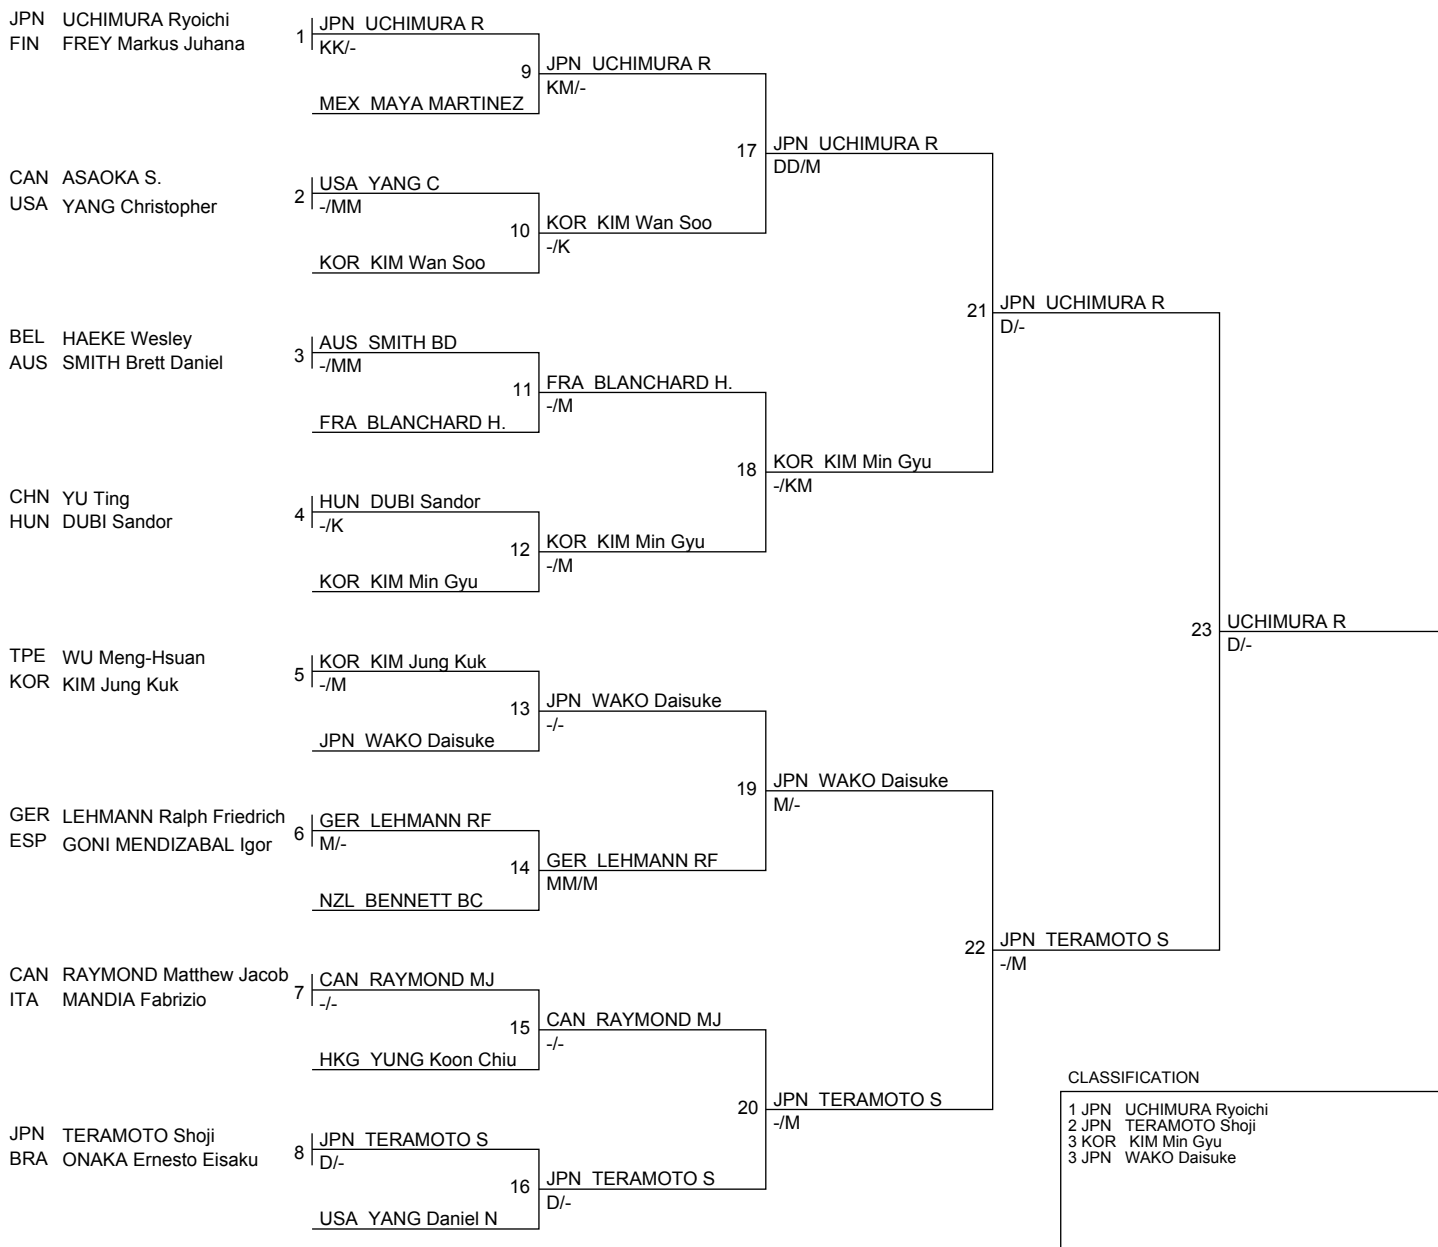 JPN UCHIMURA Ryoichi
FIN FREY Markus Juhana
1 JPN UCHIMURA R
KK/-
9 JPN UCHIMURA R
KM/-
MEX MAYA MARTINEZ
17 JPN UCHIMURA R
DD/M
CAN ASAOKA S.
USA YANG Christopher
2 USA YANG C
-/MM
10 KOR KIM Wan Soo
-/K
KOR KIM Wan Soo
21 JPN UCHIMURA R
D/-
BEL HAEKE Wesley
AUS SMITH Brett Daniel
3 AUS SMITH BD
-/MM
11 FRA BLANCHARD H.
-/M
FRA BLANCHARD H.
18 KOR KIM Min Gyu
-/KM
CHN YU Ting
HUN DUBI Sandor
4 HUN DUBI Sandor
-/K
12 KOR KIM Min Gyu
-/M
KOR KIM Min Gyu
23 UCHIMURA R
D/-
TPE WU Meng-Hsuan
KOR KIM Jung Kuk
5 KOR KIM Jung Kuk
-/M
13 JPN WAKO Daisuke
-/-
JPN WAKO Daisuke
19 JPN WAKO Daisuke
M/-
GER LEHMANN Ralph Friedrich
ESP GONI MENDIZABAL Igor
6 GER LEHMANN RF
M/-
14 GER LEHMANN RF
MM/M
NZL BENNETT BC
22 JPN TERAMOTO S
-/M
CAN RAYMOND Matthew Jacob
ITA MANDIA Fabrizio
7 CAN RAYMOND MJ
-/-
15 CAN RAYMOND MJ
-/-
HKG YUNG Koon Chiu
20 JPN TERAMOTO S
-/M
JPN TERAMOTO Shoji
BRA ONAKA Ernesto Eisaku
8 JPN TERAMOTO S
D/-
16 JPN TERAMOTO S
D/-
USA YANG Daniel N
CLASSIFICATION
1 JPN UCHIMURA Ryoichi
2 JPN TERAMOTO Shoji
3 KOR KIM Min Gyu
3 JPN WAKO Daisuke